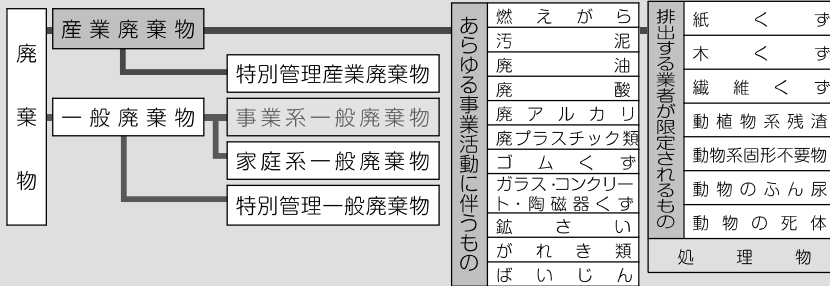 廃棄物
産業廃棄物
特別管理産業廃棄物
一般廃棄物
事業系一般廃棄物
家庭系一般廃棄物
特別管理一般廃棄物
あらゆる事業活動に伴うもの
燃えがら
汚泥
廃油
廃酸
廃アルカリ
廃プラスチック類
ゴムくず
ガラス・コンクリー
ト・陶磁器くず
鉱さい
がれき類
ばいじん
排出する業者が限定されるもの
紙くず
木くず
繊維くず
動植物系残渣
動物系固形不要物
動物のふん尿
動物の死体
処理物